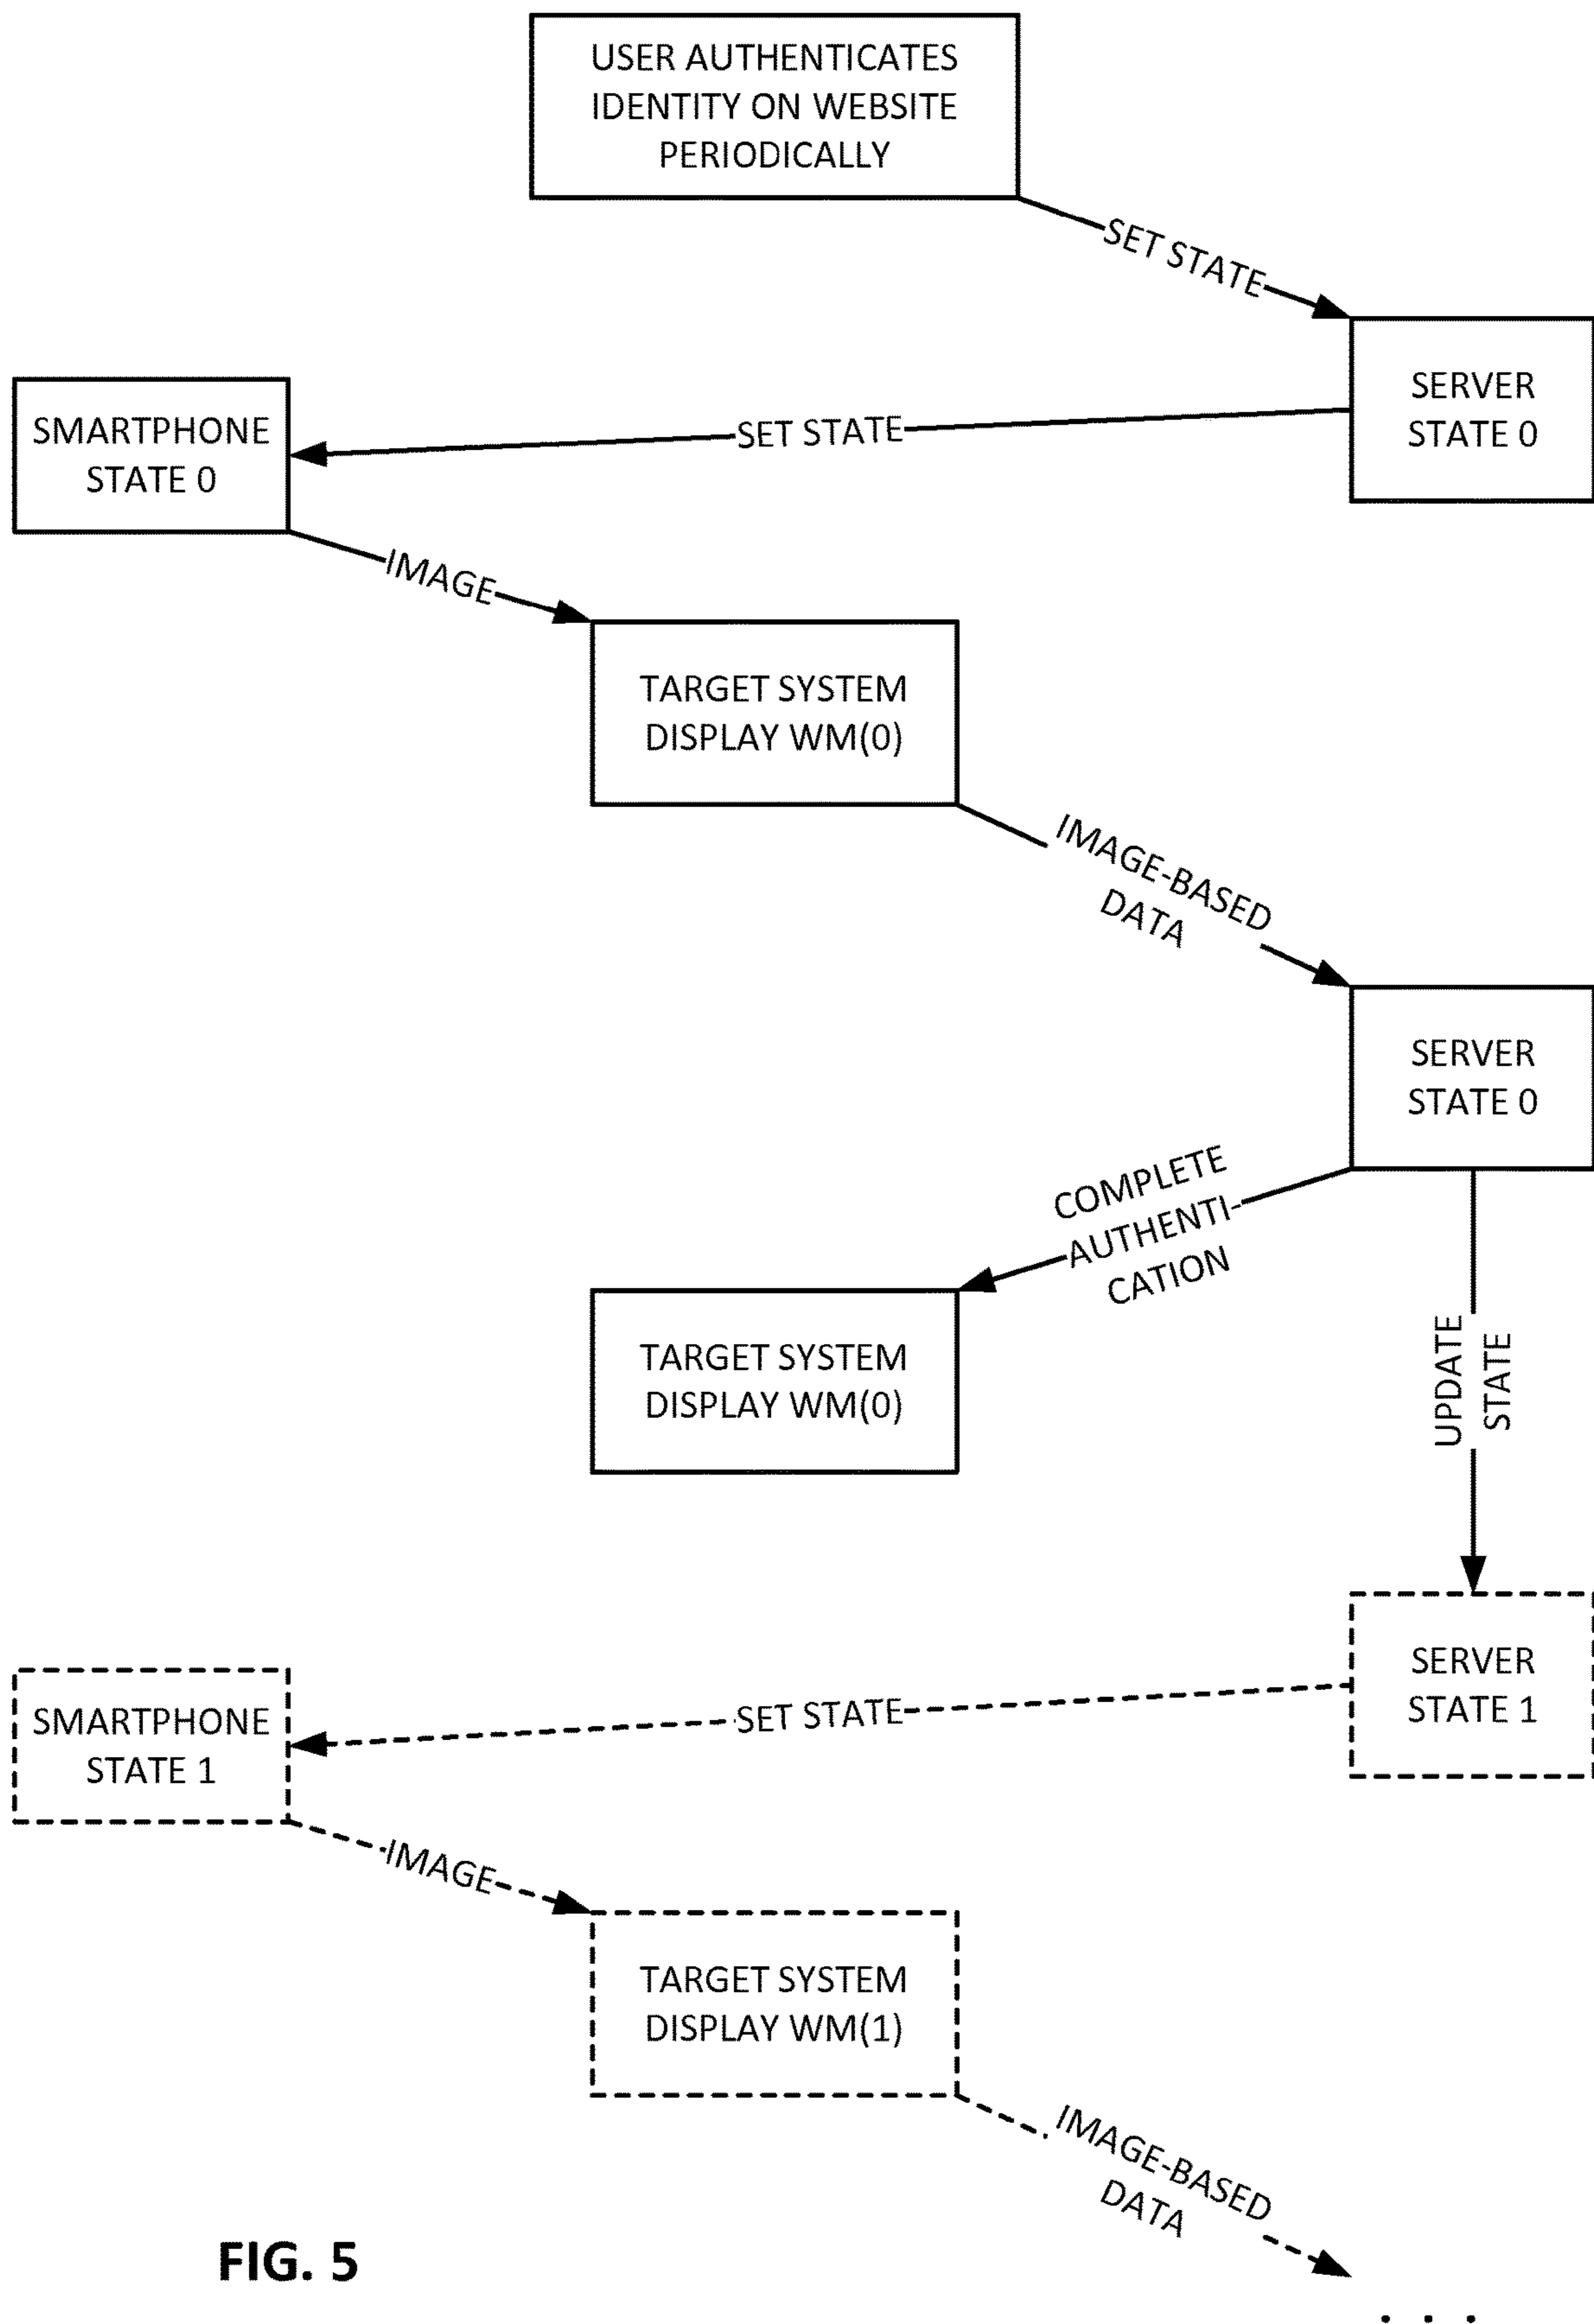 USER AUTHENTICATES
IDENTITY ON WEBSITE
PERIODICALLY
SET STATE
SERVER
STATE 0
SET STATE
SMARTPHONE
STATE 0
IMAGE
TARGET SYSTEM
DISPLAY WM(0)
IMAGE-BASED
DATA
SERVER
STATE 0
COMPLETE
AUTHENTI-
CATION
UPDATE
STATE
TARGET SYSTEM
DISPLAY WM(0)
SERVER
STATE 1
SET STATE
SMARTPHONE
STATE 1
IMAGE
TARGET SYSTEM
DISPLAY WM(1)
IMAGE-BASED
DATA
FIG. 5
. . .